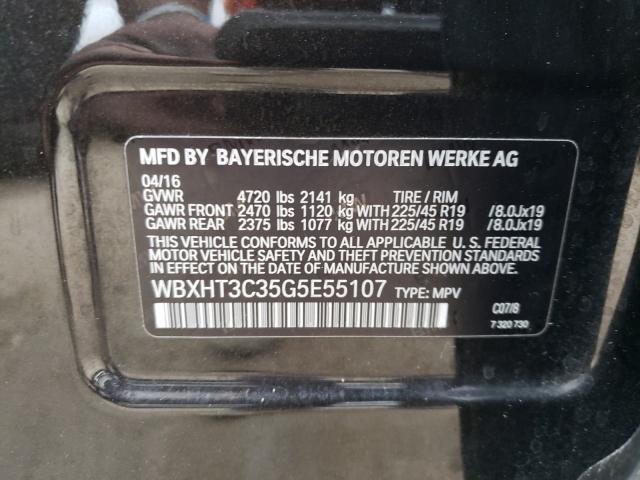 MFD BY BAYERISCHE MOTOREN WERKE AG
04/16
GVWR 4720 lbs 2141 kg TIRE / RIM
GAWR FRONT 2470 lbs 1120 kg WITH 225/45 R19 /8.0Jx19
GAWR REAR 2375 lbs 1077 kg WITH 225/45 R19 /8.0Jx19
THIS VEHICLE CONFORMS TO ALL APPLICABLE U. S. FEDERAL
MOTOR VEHICLE SAFETY, BUMPER, AND THEFT PREVENTION
STANDARDS IN EFFECT ON THE DATE OF MANUFACTURE SHOWN ABOVE.
WBXHT3C35G5E55107 TYPE: MPV
C07/8
7 320 730